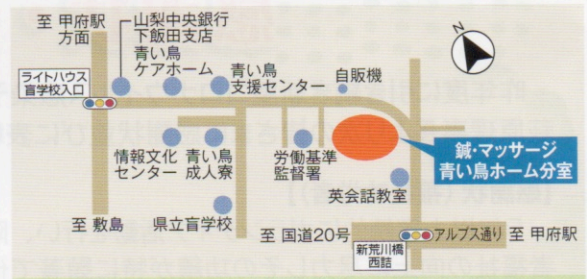 至 甲府駅
方面
山梨中央銀行
下飯田支店
青い鳥
ケアホーム
青い鳥
支援センター
自販機
N
ライトハウス
盲学校入口
情報文化
センター
青い鳥
成人寮
労働基準
監督署
鍼・マッサージ
青い鳥ホーム分室
英会話教室
県立盲学校
至 敷島
至 国道20号
アルプス通り
至 甲府駅
新荒川橋
西詰